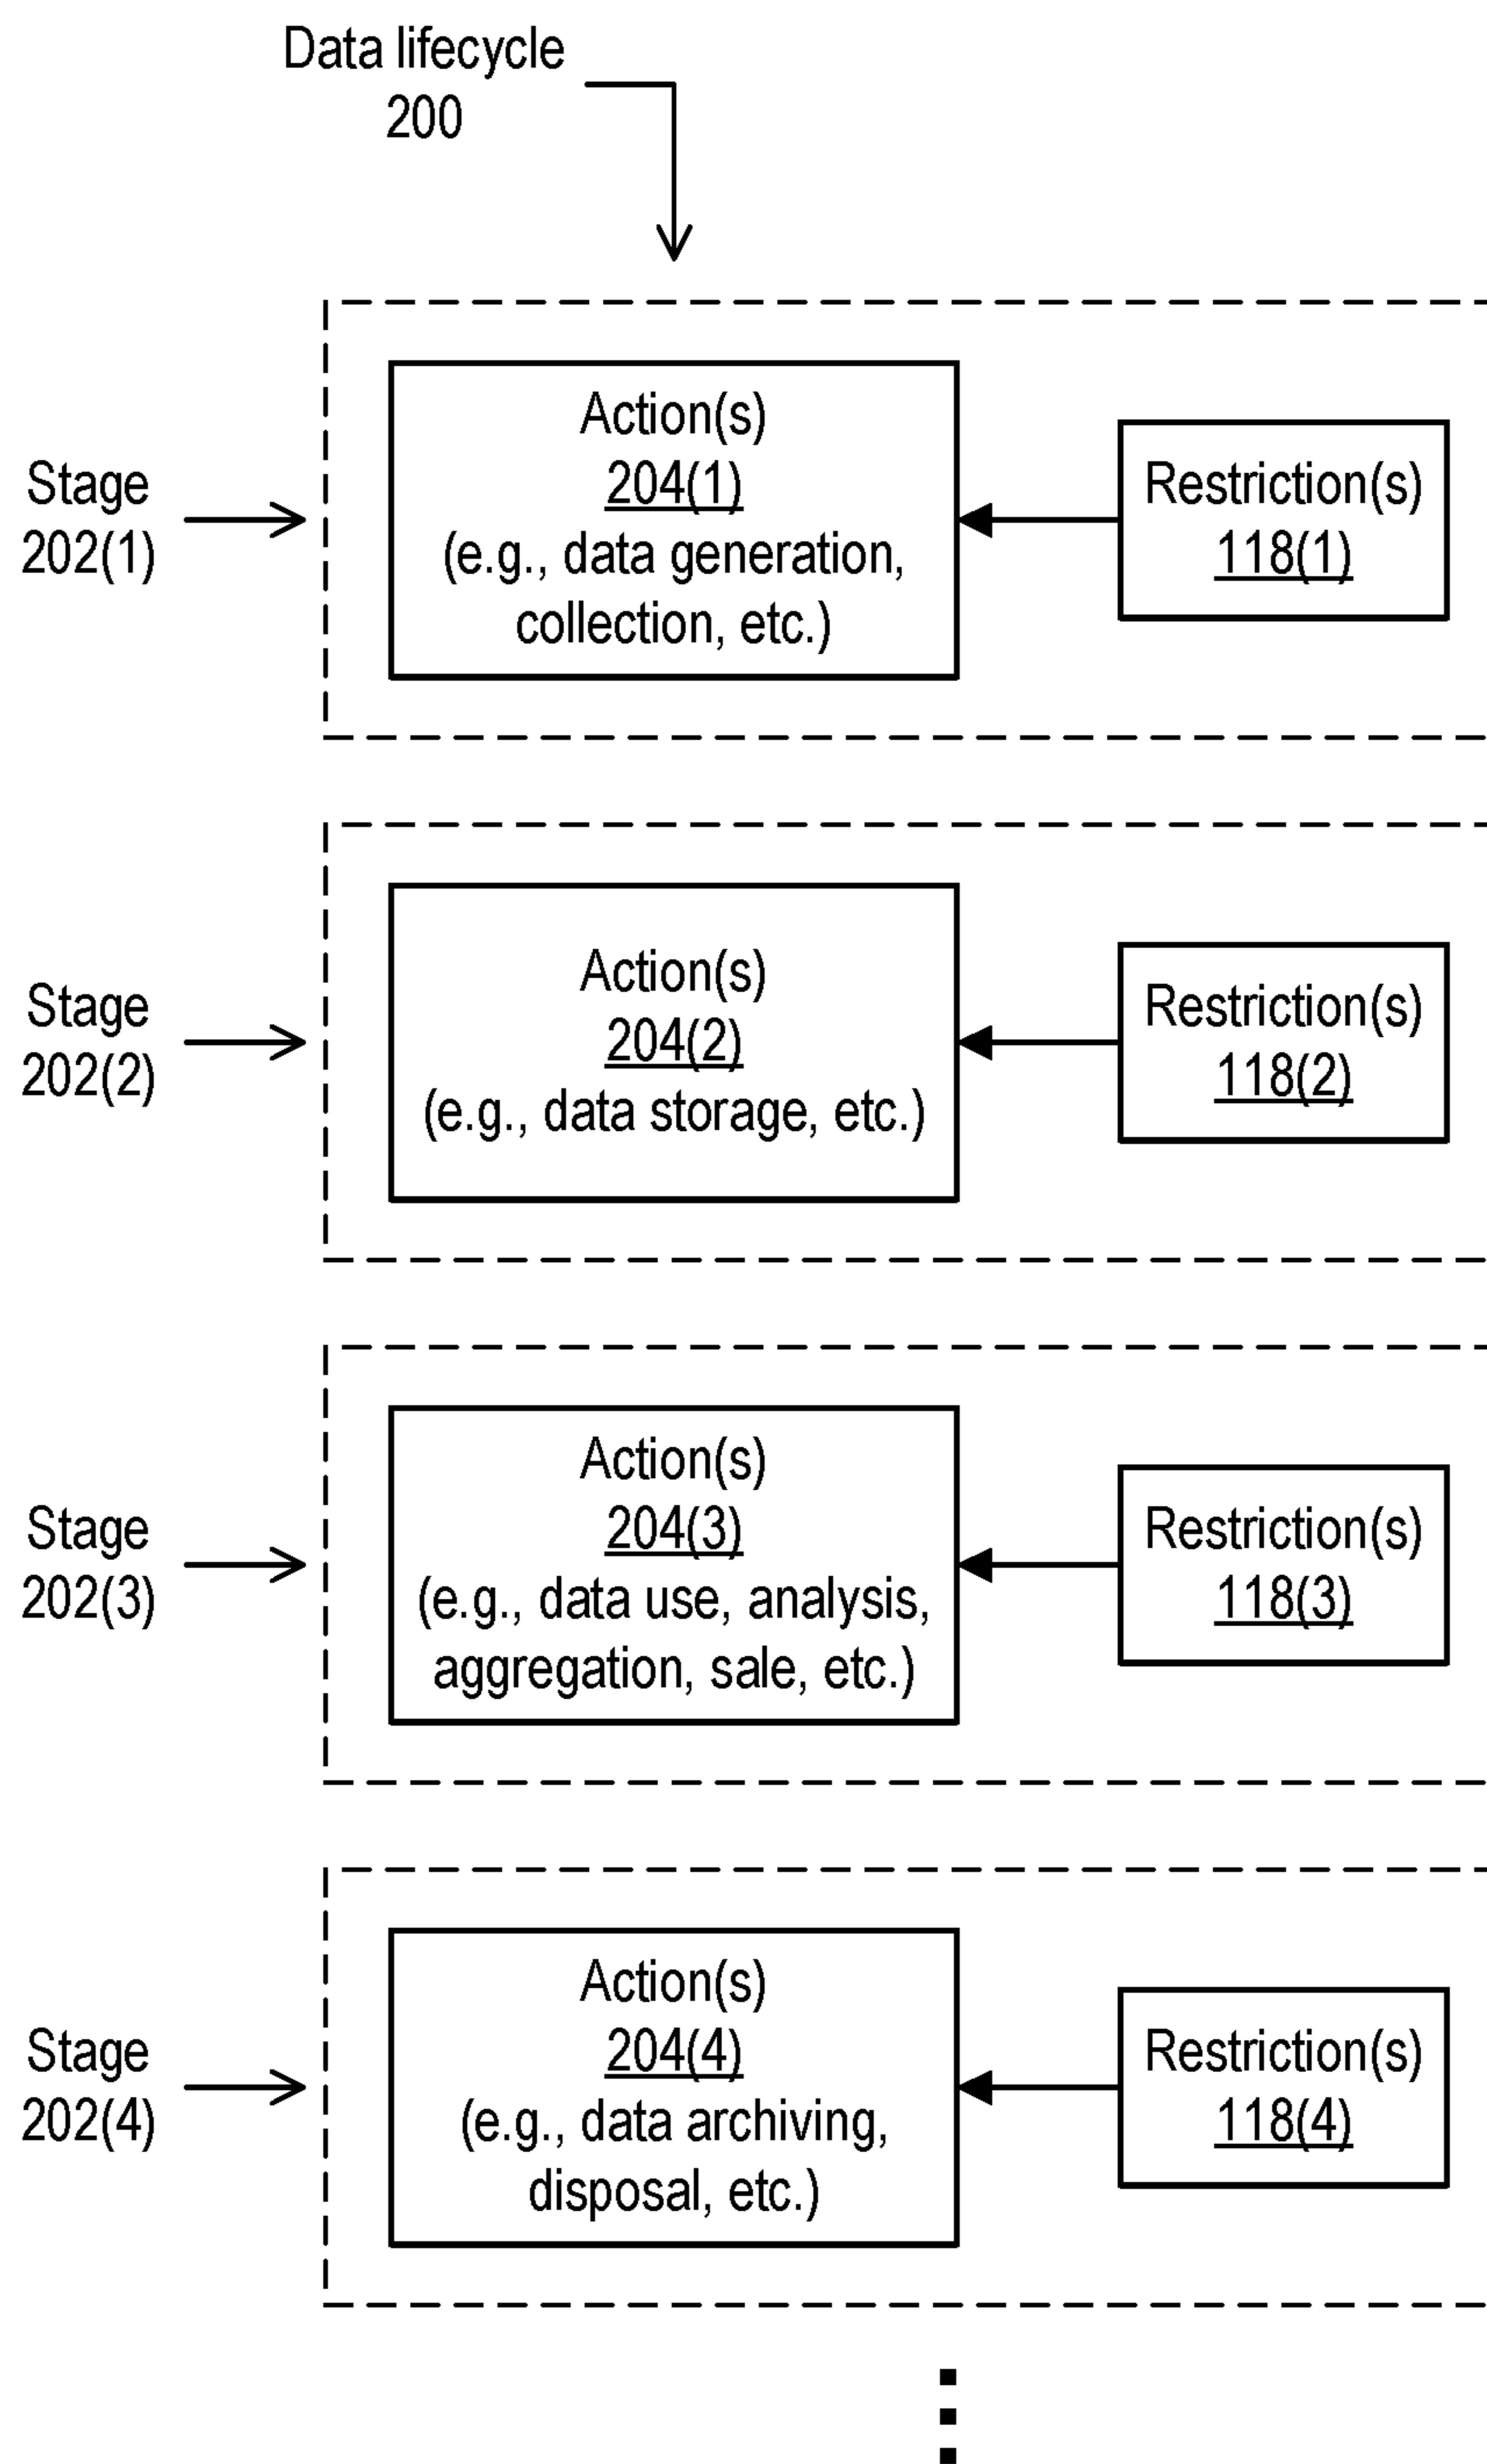 Data lifecycle
200
Stage
202(1)
Action(s)
204(1)
(e.g., data generation,
collection, etc.)
Restriction(s)
118(1)
Stage
202(2)
Action(s)
204(2)
(e.g., data storage, etc.)
Restriction(s)
118(2)
Stage
202(3)
Action(s)
204(3)
(e.g., data use, analysis,
aggregation, sale, etc.)
Restriction(s)
118(3)
Stage
202(4)
Action(s)
204(4)
(e.g., data archiving,
disposal, etc.)
Restriction(s)
118(4)